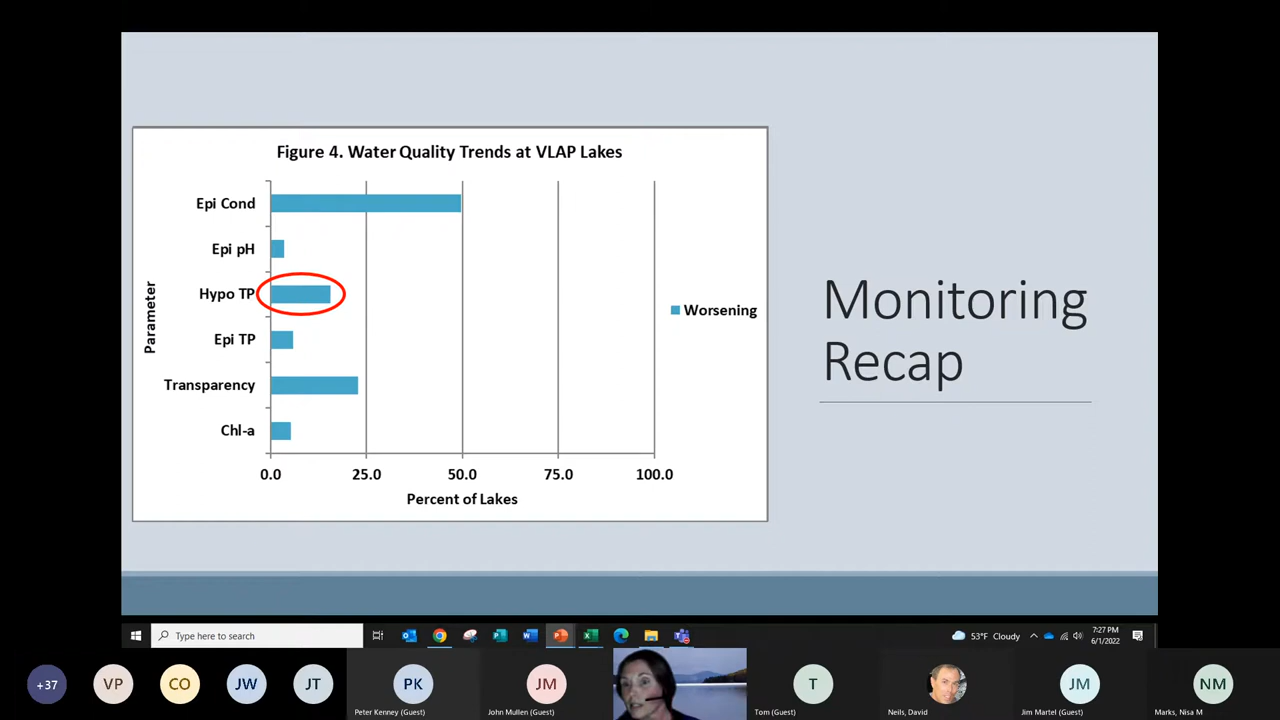 Figure 4. Water Quality Trends at VLAP Lakes
Parameter
Epi Cond
Epi pH
Hypo TP
Epi TP
Transparency
Chl-a
0.0 25.0 50.0 75.0 100.0
Percent of Lakes
Worsening
Monitoring
Recap
Type here to search
53°F Cloudy
7:27 PM
6/1/2022
+37
VP
CO
JW
JT
PK
Peter Kenney (Guest)
JM
John Mullen (Guest)
T
Tom (Guest)
Neils, David
JM
Jim Martel (Guest)
NM
Marks, Nisa M